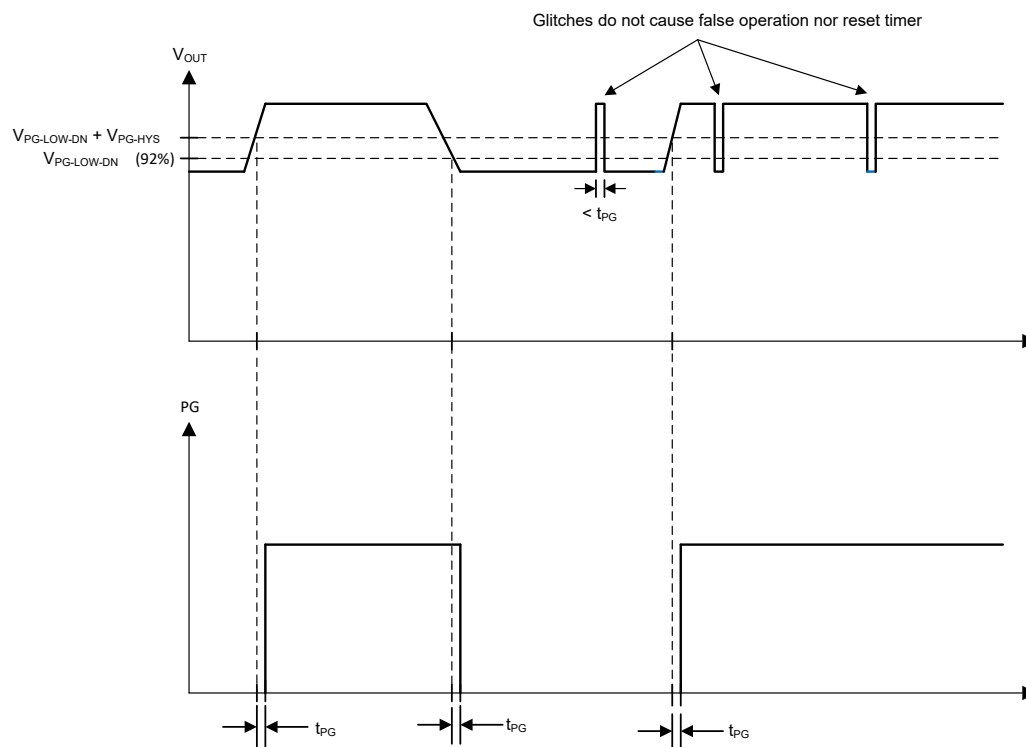 Glitches do not cause false operation nor reset timer
VOUT
VPG-LOW-DN + VPG-HYS
VPG-LOW-DN (92%)
< tPG
PG
tPG
tPG
tPG